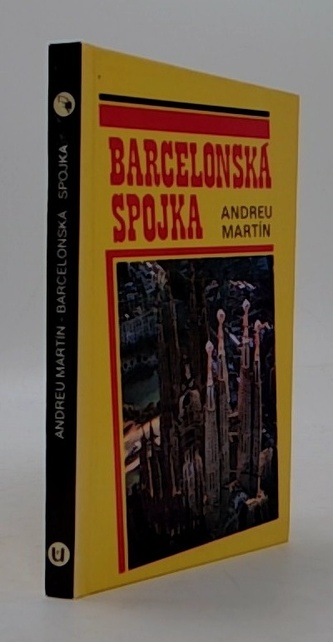 BARCELONSKÁ
SPOJKA
ANDREU
MARTÍN
ANDREU MARTÍN · BARCELONSKÁ SPOJKA